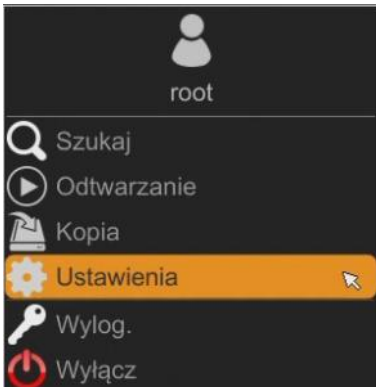 root
Szukaj
Odtwarzanie
Kopia
Ustawienia
Wylog.
Wyłącz